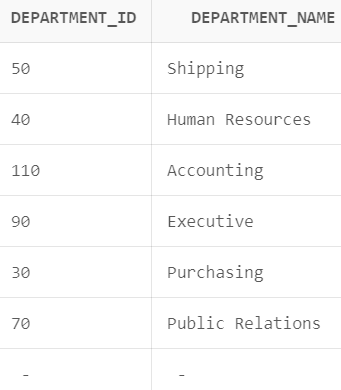 DEPARTMENT_ID DEPARTMENT_NAME
50 Shipping
40 Human Resources
110 Accounting
90 Executive
30 Purchasing
70 Public Relations
- -